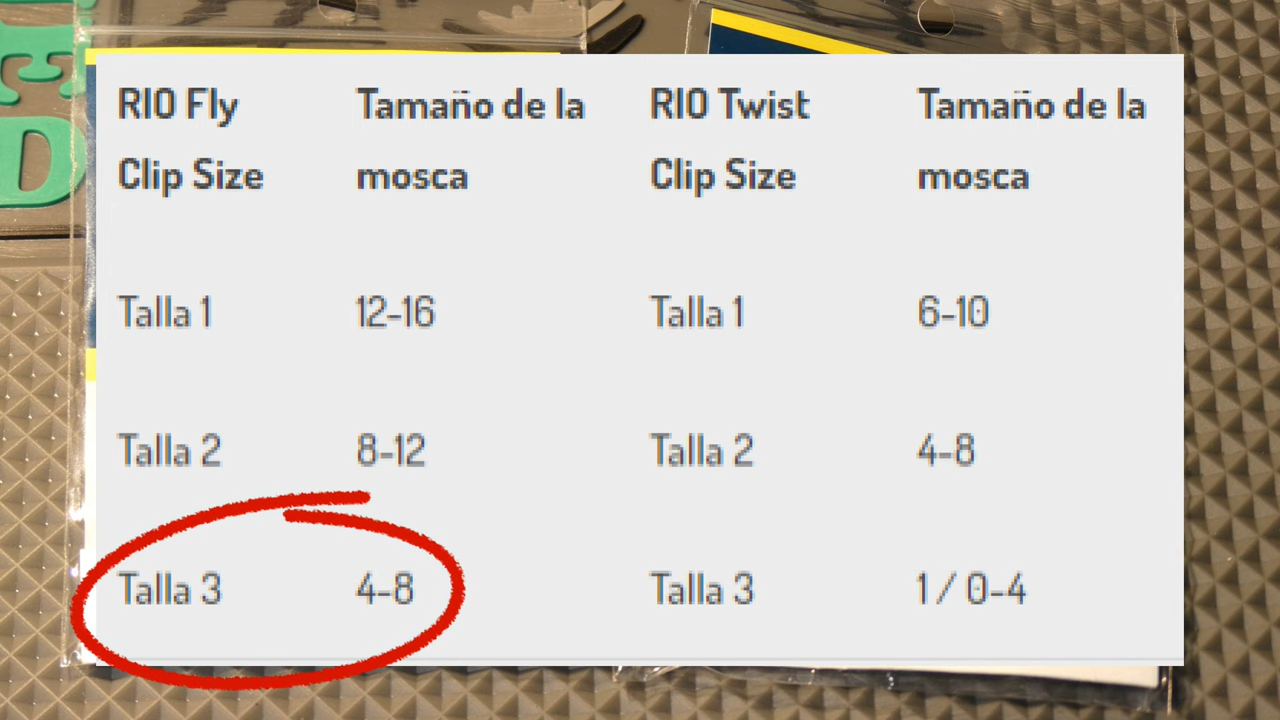 RIO Fly Tamaño de la RIO Twist Tamaño de la
Clip Size mosca Clip Size mosca
Talla 1 12-16 Talla 1 6-10
Talla 2 8-12 Talla 2 4-8
Talla 3 4-8 Talla 3 1 / 0-4